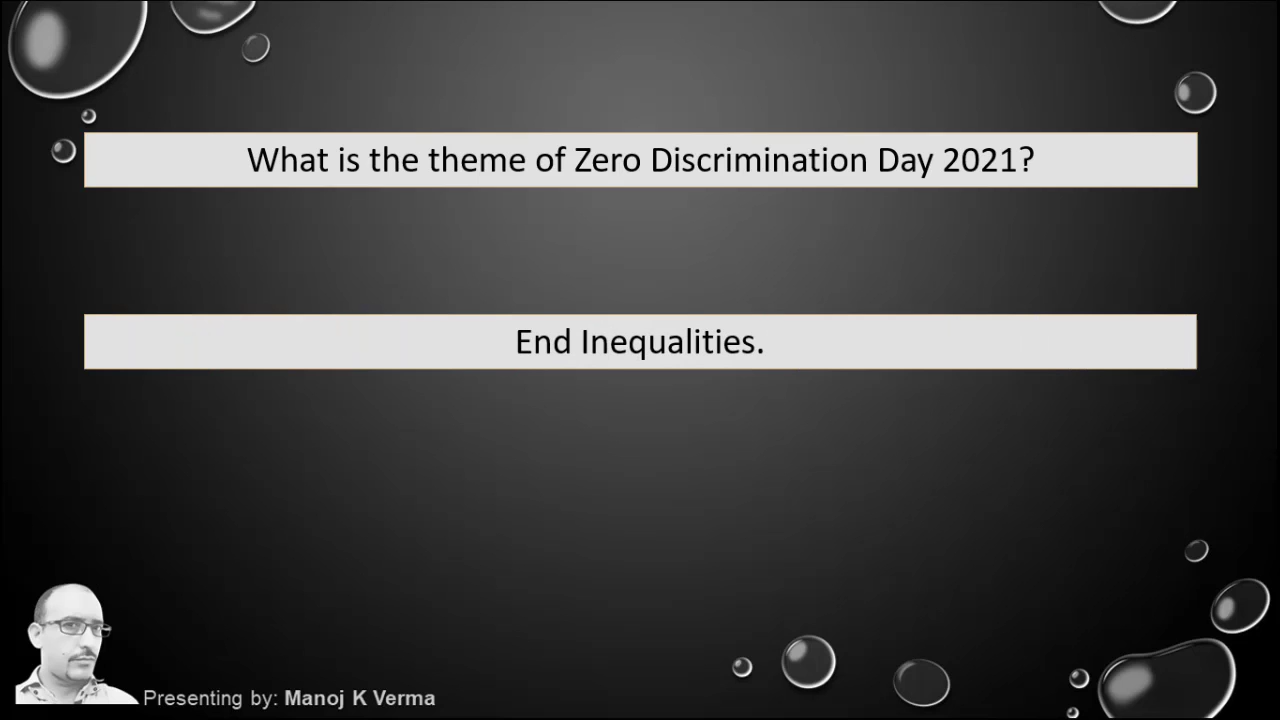 What is the theme of Zero Discrimination Day 2021?
End Inequalities.
Presenting by: Manoj K Verma